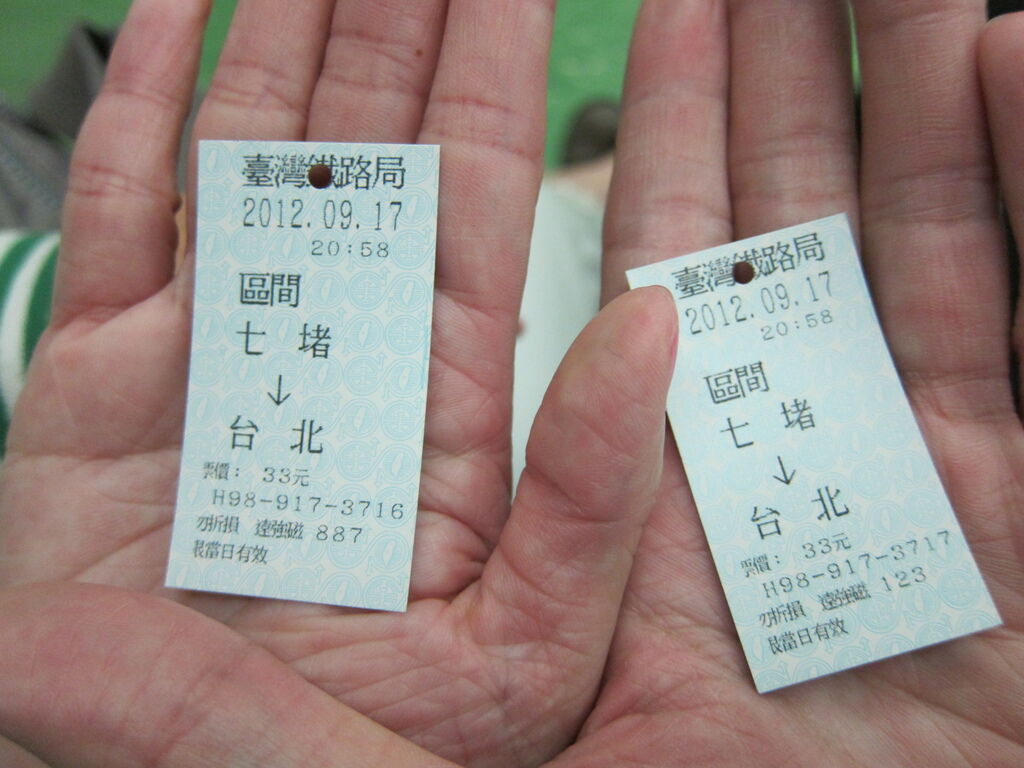 臺灣鐵路局
2012.09.17
20:58
區間
七 堵
↓
台 北
票價: 33元
H98-917-3716
勿折損 遠強磁 887
限當日有效
臺灣鐵路局
2012.09.17
20:58
區間
七 堵
↓
台 北
票價: 33元
H98-917-3717
勿折損 遠強磁 123
限當日有效